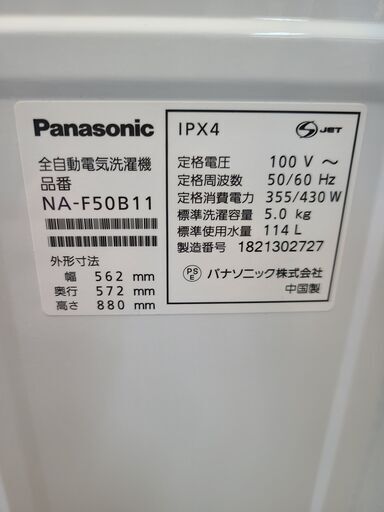 Panasonic
全自動電気洗濯機
品番
NA-F50B11
外形寸法
幅 562 mm
奥行 572 mm
高さ 880 mm
IPX4
S JET
定格電圧 100 V ～
定格周波数 50/60 Hz
定格消費電力 355/430 W
標準洗濯容量 5.0 kg
標準使用水量 114 L
製造番号 1821302727
PSE パナソニック株式会社
中国製